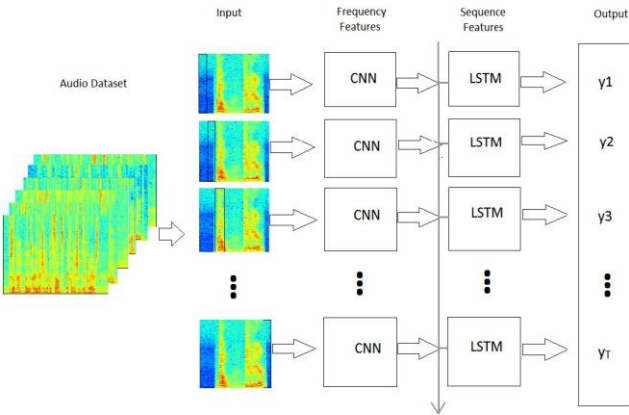 Input
Frequency
Features
Sequence
Features
Output
Audio Dataset
CNN
LSTM
y1
CNN
LSTM
y2
CNN
LSTM
y3
CNN
LSTM
yT